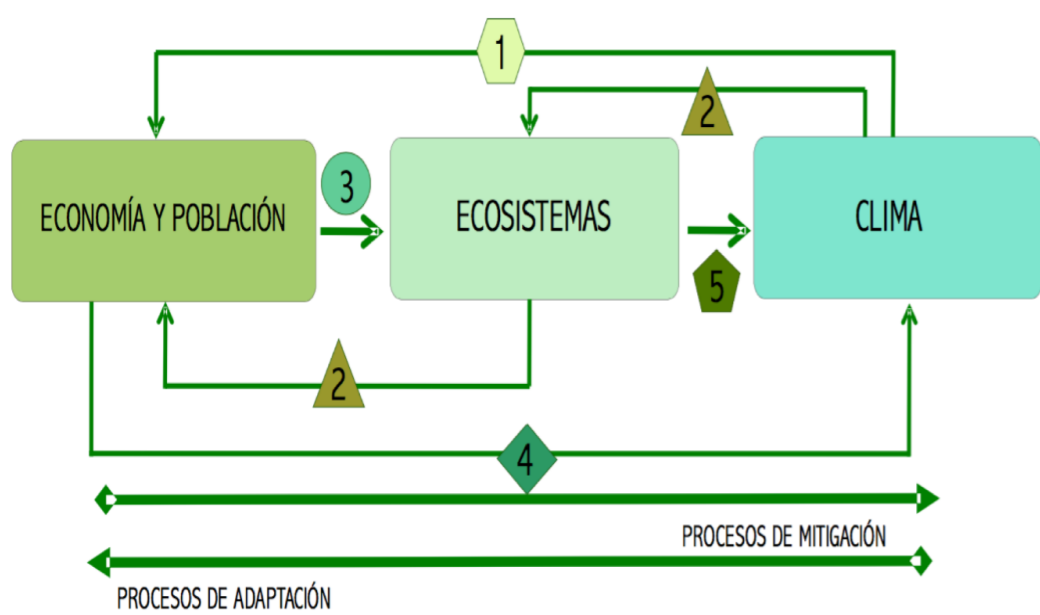 1
2
3
ECONOMÍA Y POBLACIÓN
ECOSISTEMAS
CLIMA
5
2
4
PROCESOS DE MITIGACIÓN
PROCESOS DE ADAPTACIÓN